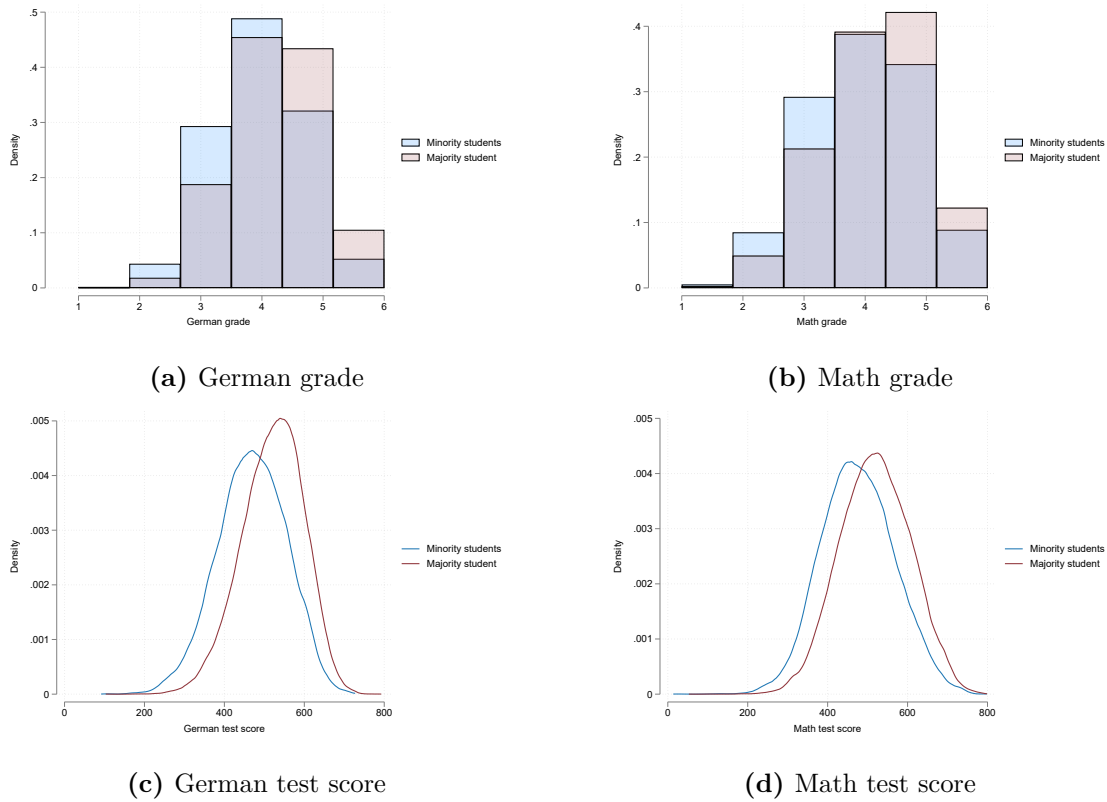 .5
.4
.3
.2
.1
0
Density
1 2 3 4 5 6
German grade
Minority students
Majority student
(a) German grade
.4
.3
.2
.1
0
Density
1 2 3 4 5 6
Math grade
Minority students
Majority student
(b) Math grade
.005
.004
.003
.002
.001
0
Density
0 200 400 600 800
German test score
Minority students
Majority student
(c) German test score
.005
.004
.003
.002
.001
0
Density
0 200 400 600 800
Math test score
Minority students
Majority student
(d) Math test score